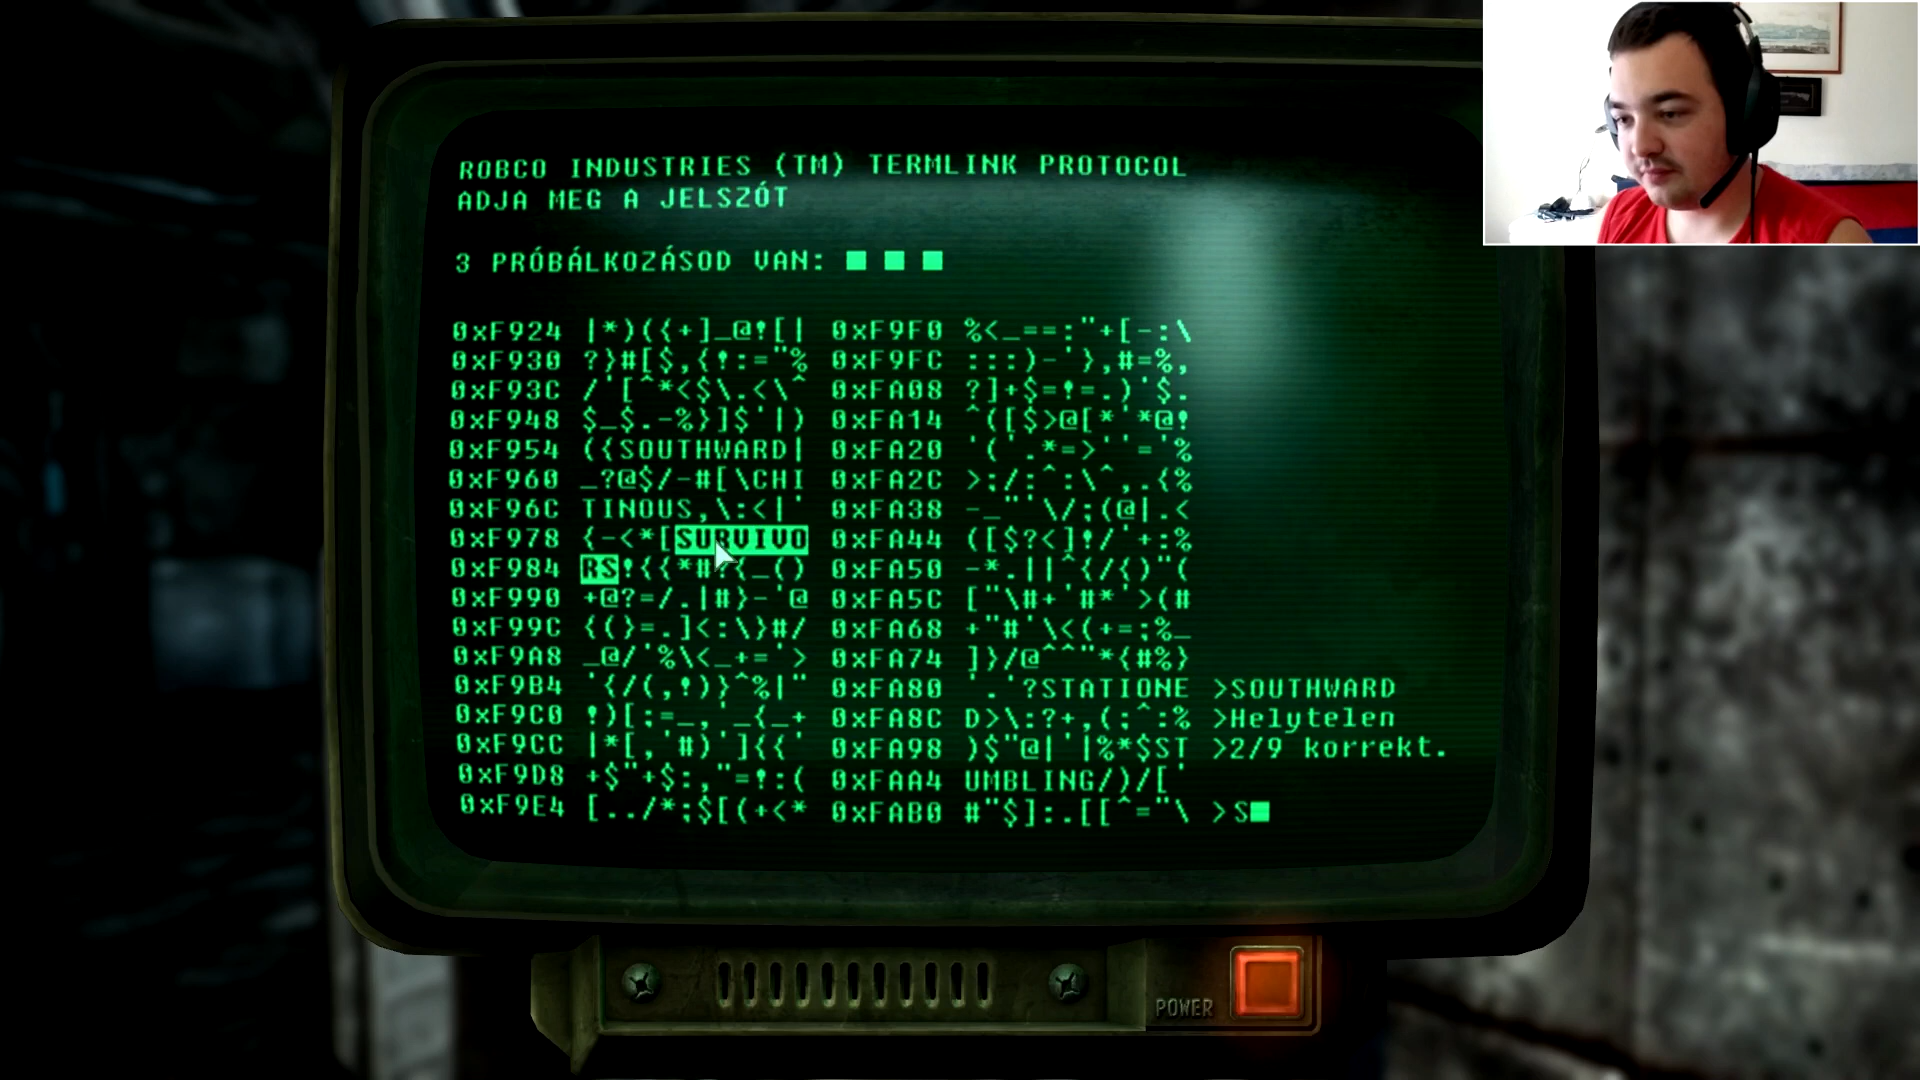 ROBCO INDUSTRIES (TM) TERMLINK PROTOCOL
ADJA MEG A JELSZÓT
3 PRÓBÁLKOZÁSOD VAN: ■ ■ ■
0xF924 |*)({+]_@![| 0xF9F0 %<_==:"+[-:\
0xF930 ?}#[$,{!:="% 0xF9FC :::)-'},#=%,
0xF93C /'[^*<$\.<\^ 0xFA08 ?]+$=!=.)'$.
0xF948 $_$.-%}]$'|) 0xFA14 ^([$>@[*'*@!
0xF954 ({SOUTHWARD| 0xFA20 '('.*=>''='%
0xF960 _?@$/-#[\CHI 0xFA2C >;/:^:\^,.{%
0xF96C TINOUS,\:<|' 0xFA38 -_"'\/;(@|.<
0xF978 {-<*[SURVIVO 0xFA44 ([$?<]!/'+:%
0xF984 RS!{{*#?{_() 0xFA50 -*.||^{/{)"(
0xF990 +@?=/.|#}-'@ 0xFA5C ["\#+'#*'>(#
0xF99C {(}=.]<:\}#/ 0xFA68 +"#'\<(+=;%_
0xF9A8 _@/'%\<_+='> 0xFA74 ]}/@^^"*{#%}
0xF9B4 '{/(,!)}^%|" 0xFA80 '.'?STATIONE >SOUTHWARD
0xF9C0 !)[;=_,'_{_+ 0xFA8C D>\:?+,(;^:% >Helytelen
0xF9CC |*[,'#)']{{' 0xFA98 )$"@|'|%*$ST >2/9 korrekt.
0xF9D8 +$"+$:,"=!:( 0xFAA4 UMBLING/)/['
0xF9E4 [../*;$[(+<* 0xFAB0 #"$]:.[[^="\ >S■
POWER